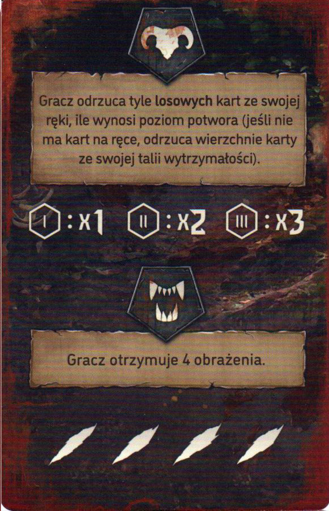 Gracz odrzuca tyle losowych kart ze swojej
ręki, ile wynosi poziom potwora (jeśli nie
ma kart na ręce, odrzuca wierzchnie karty
ze swojej talii wytrzymałości).
I : x1 II : x2 III : x3
Gracz otrzymuje 4 obrażenia.